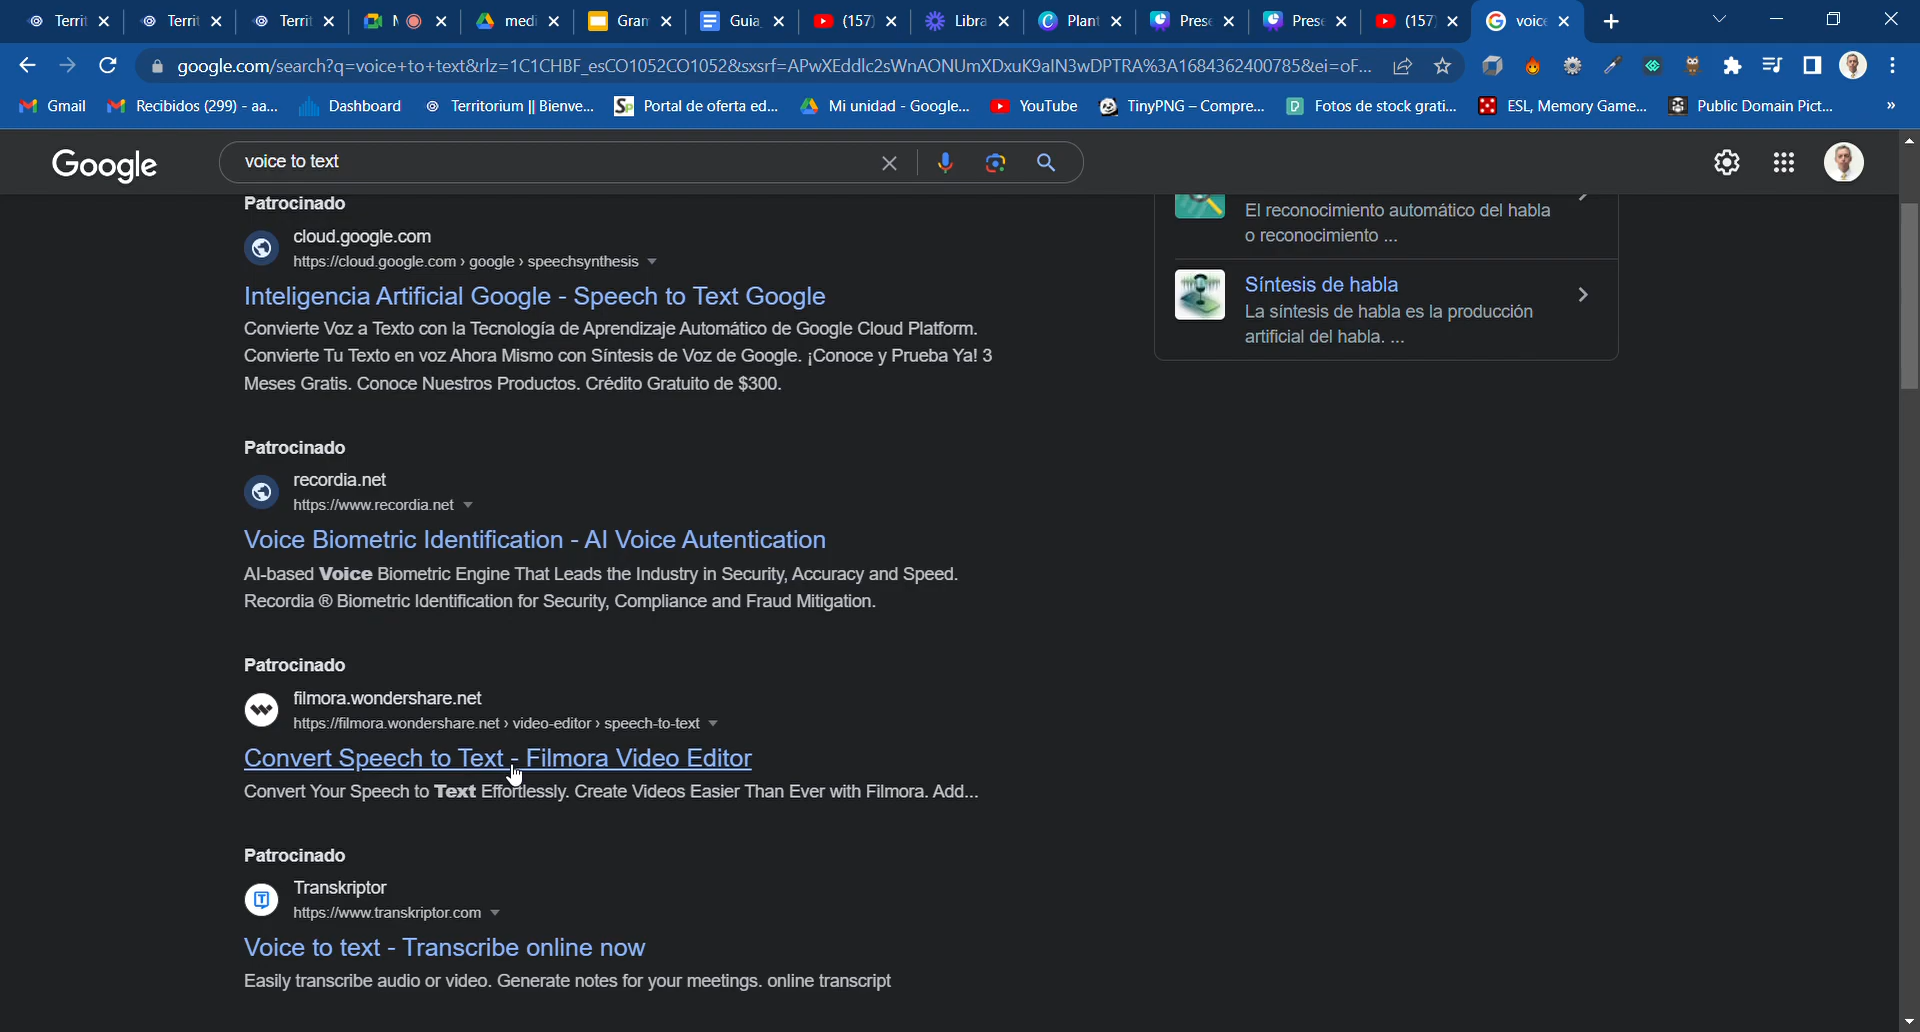 Territ Territ Territ M medi Gran Guia (157) Libra Plant Prese Prese (157) voice
google.com/search?q=voice+to+text&rlz=1C1CHBF_esCO1052CO1052&sxsrf=APwXEddlc2sWnAONUmXDxuK9alN3wDPTRA%3A1684362400785&ei=oF...
Gmail Recibidos (299) - aa... Dashboard Territorium || Bienve... Portal de oferta ed... Mi unidad - Google... YouTube TinyPNG – Compre... Fotos de stock grati... ESL, Memory Game... Public Domain Pict... »
Google voice to text
Patrocinado
cloud.google.com
https://cloud.google.com › google › speechsynthesis
Inteligencia Artificial Google - Speech to Text Google
Convierte Voz a Texto con la Tecnología de Aprendizaje Automático de Google Cloud Platform.
Convierte Tu Texto en voz Ahora Mismo con Síntesis de Voz de Google. ¡Conoce y Prueba Ya! 3
Meses Gratis. Conoce Nuestros Productos. Crédito Gratuito de $300.
Patrocinado
recordia.net
https://www.recordia.net
Voice Biometric Identification - AI Voice Autentication
AI-based Voice Biometric Engine That Leads the Industry in Security, Accuracy and Speed.
Recordia ® Biometric Identification for Security, Compliance and Fraud Mitigation.
Patrocinado
filmora.wondershare.net
https://filmora.wondershare.net › video-editor › speech-to-text
Convert Speech to Text - Filmora Video Editor
Convert Your Speech to Text Effortlessly. Create Videos Easier Than Ever with Filmora. Add...
Patrocinado
Transkriptor
https://www.transkriptor.com
Voice to text - Transcribe online now
Easily transcribe audio or video. Generate notes for your meetings. online transcript
El reconocimiento automático del habla
o reconocimiento ...
Síntesis de habla
La síntesis de habla es la producción
artificial del habla. ...